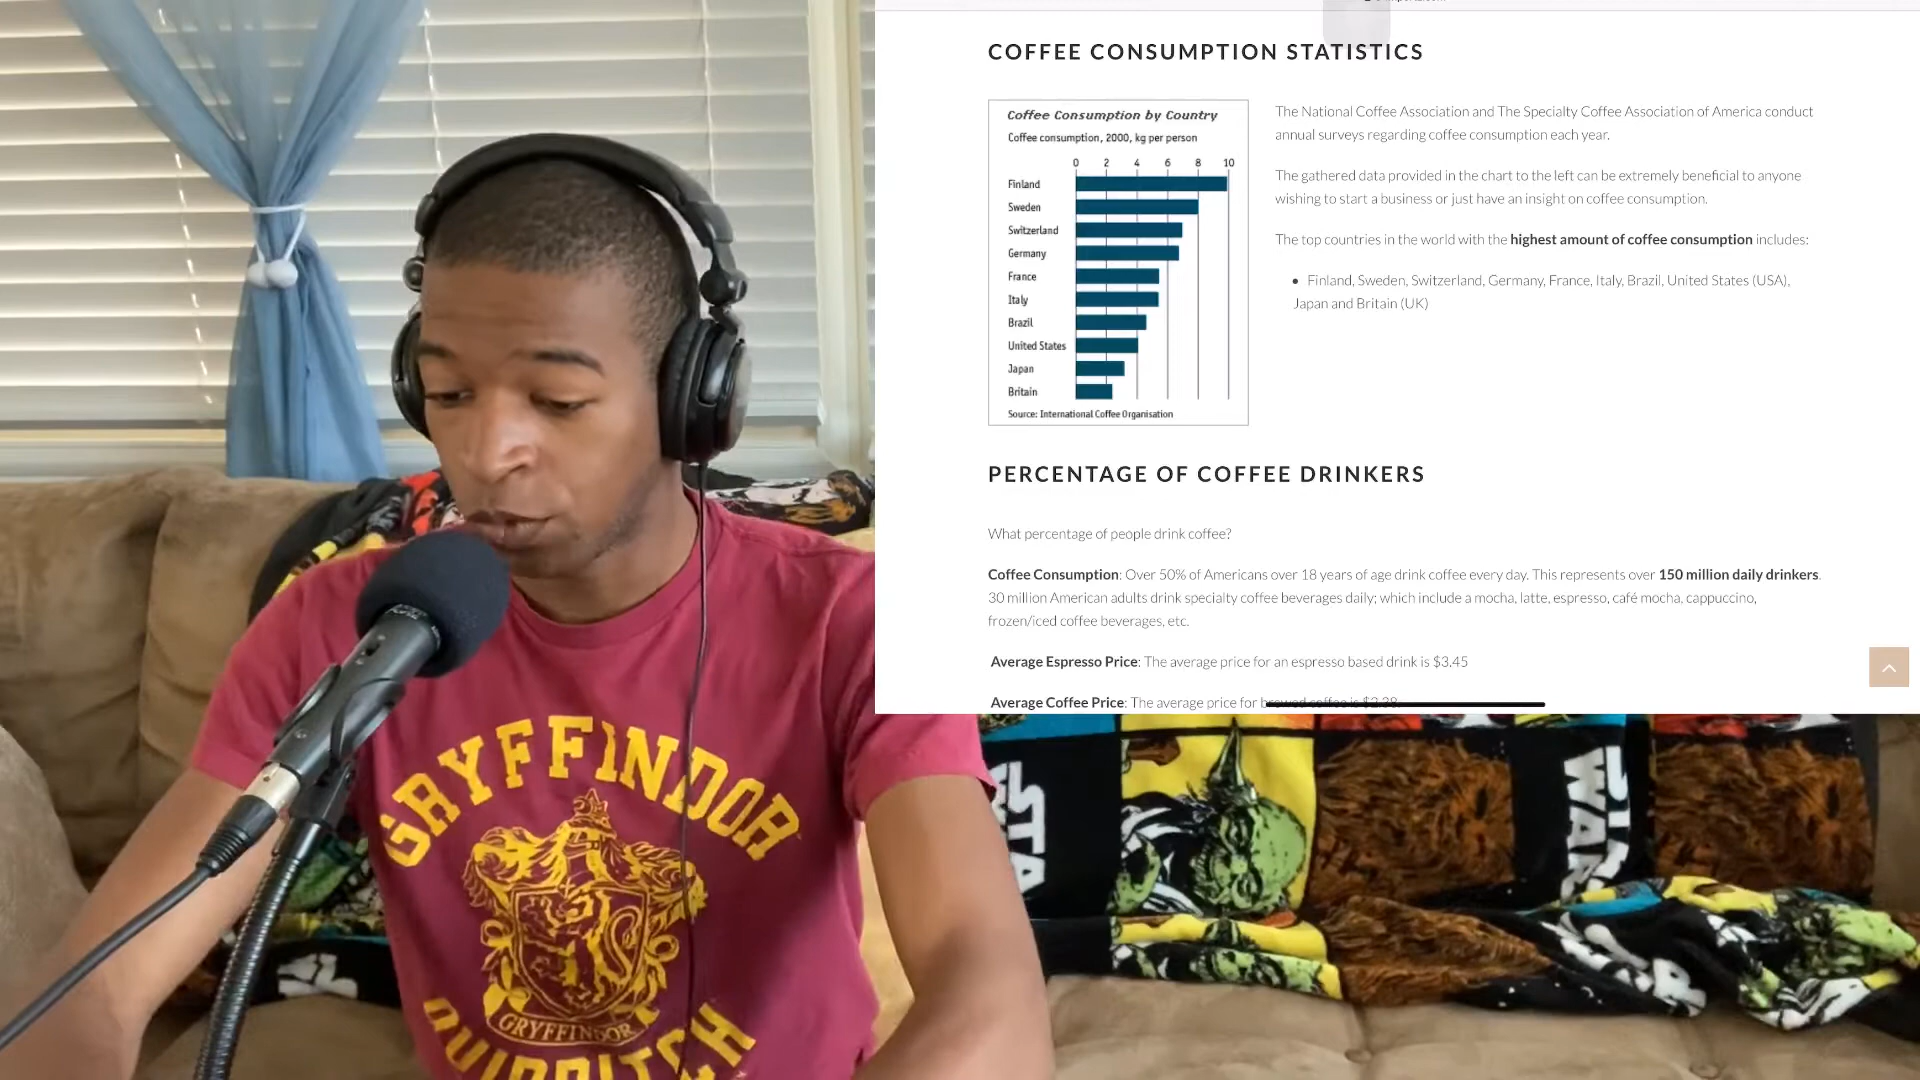 COFFEE CONSUMPTION STATISTICS
Coffee Consumption by Country
Coffee consumption, 2000, kg per person
0 2 4 6 8 10
Finland
Sweden
Switzerland
Germany
France
Italy
Brazil
United States
Japan
Britain
Source: International Coffee Organisation
The National Coffee Association and The Specialty Coffee Association of America conduct
annual surveys regarding coffee consumption each year.
The gathered data provided in the chart to the left can be extremely beneficial to anyone
wishing to start a business or just have an insight on coffee consumption.
The top countries in the world with the highest amount of coffee consumption includes:
• Finland, Sweden, Switzerland, Germany, France, Italy, Brazil, United States (USA),
Japan and Britain (UK)
PERCENTAGE OF COFFEE DRINKERS
What percentage of people drink coffee?
Coffee Consumption: Over 50% of Americans over 18 years of age drink coffee every day. This represents over 150 million daily drinkers.
30 million American adults drink specialty coffee beverages daily; which include a mocha, latte, espresso, café mocha, cappuccino,
frozen/iced coffee beverages, etc.
Average Espresso Price: The average price for an espresso based drink is $3.45
Average Coffee Price: The average price for brewed coffee is $2.38
GRYFFINDOR
GRYFFINDOR
QUIDDITCH
STA
WARS